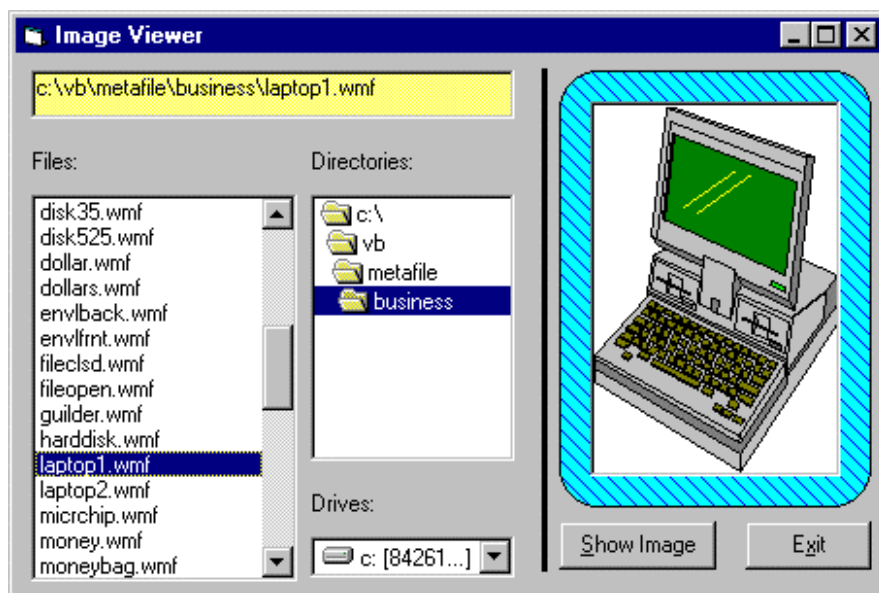 Image Viewer
c:\vb\metafile\business\laptop1.wmf
Files:
disk35.wmf
disk525.wmf
dollar.wmf
dollars.wmf
envlback.wmf
envlfrnt.wmf
fileclsd.wmf
fileopen.wmf
guilder.wmf
harddisk.wmf
laptop1.wmf
laptop2.wmf
micrchip.wmf
money.wmf
moneybag.wmf
Directories:
c:\
vb
metafile
business
Drives:
c: [84261...]
Show Image
Exit